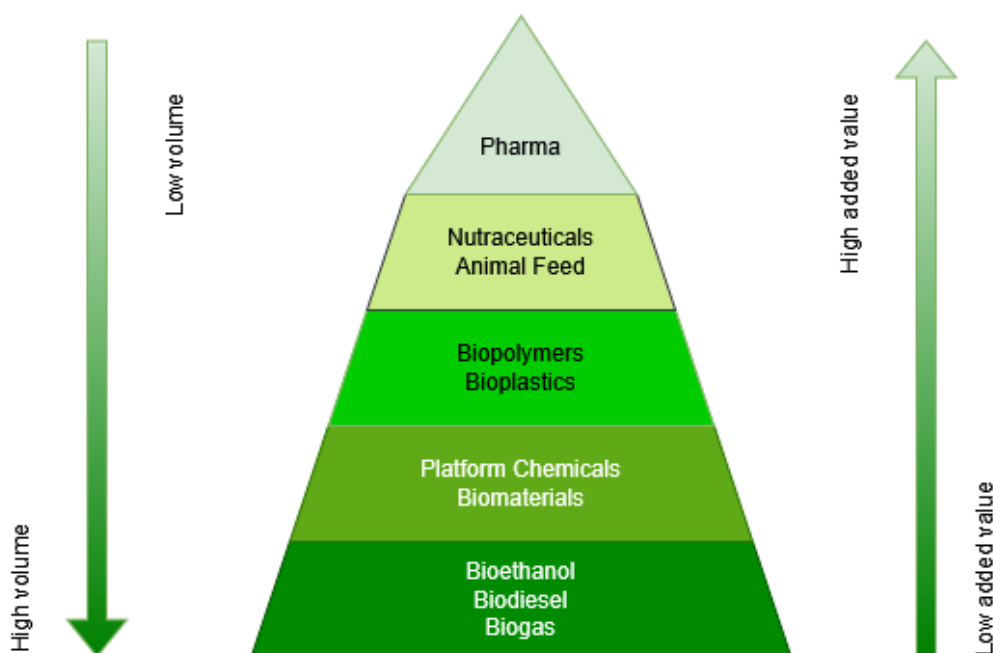 Low volume
High added value
Pharma
Nutraceuticals
Animal Feed
Biopolymers
Bioplastics
Platform Chemicals
Biomaterials
Bioethanol
Biodiesel
Biogas
High volume
Low added value